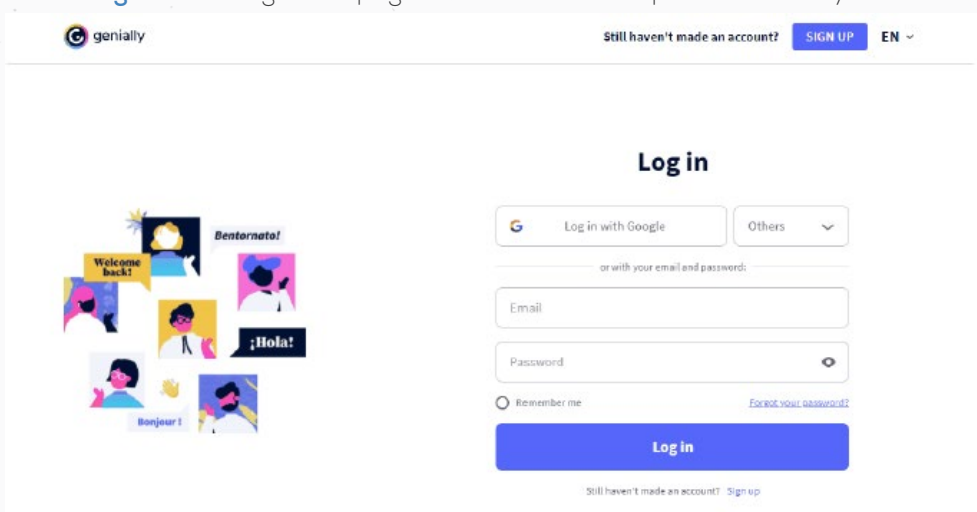 genially
Still haven't made an account? SIGN UP EN
Log in
Log in with Google Others
or with your email and password:
Email
Password
Remember me Forgot your password?
Log in
Still haven't made an account? Sign up
Bentornato!
Welcome
back!
¡Hola!
Bonjour !